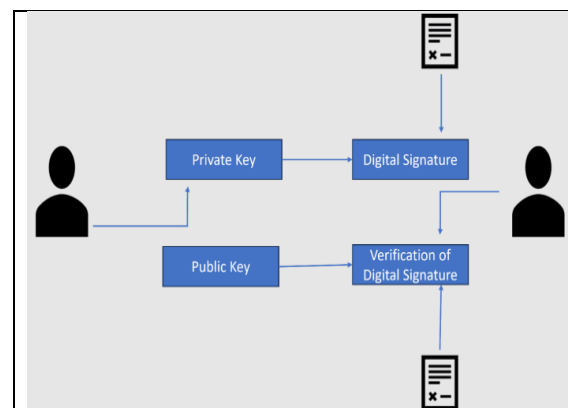 Private Key
Digital Signature
Public Key
Verification of
Digital Signature